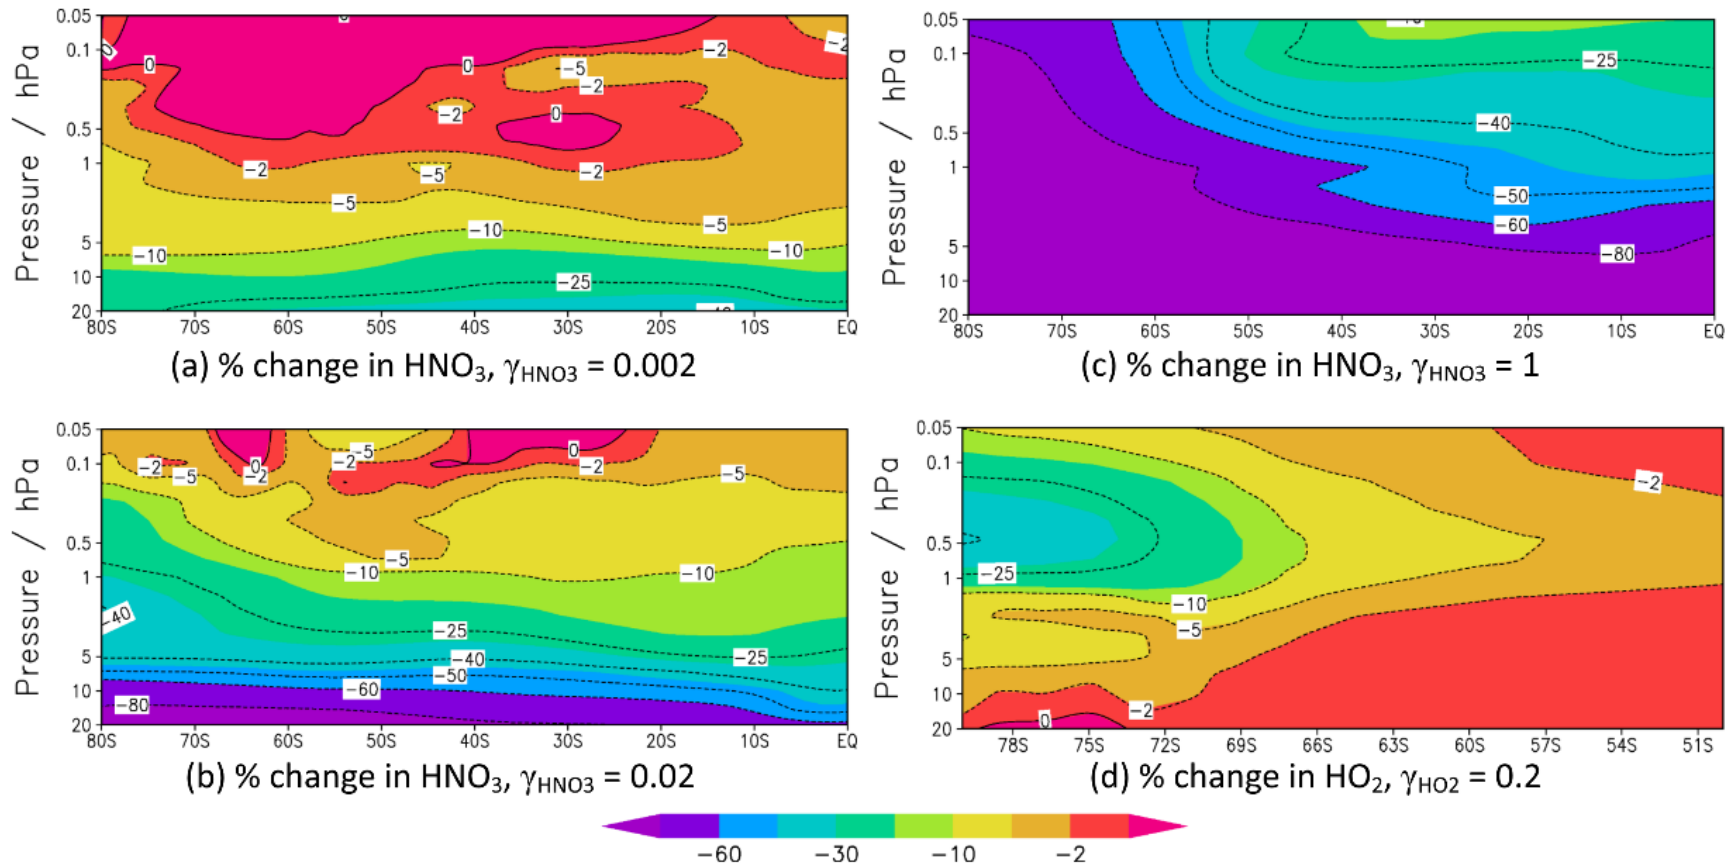 0.05
0.1
0.5
1
5
10
20
Pressure / hPa
80S 70S 60S 50S 40S 30S 20S 10S EQ
0 0 0 0 -2 -2 -5 -2 -2 0 -2 -2 -5 -5 -5 -10 -10 -10 -25
(a) % change in HNO₃, γHNO3 = 0.002
0.05
0.1
0.5
1
5
10
20
Pressure / hPa
80S 70S 60S 50S 40S 30S 20S 10S EQ
-40 -25 -40 -50 -60 -80
(c) % change in HNO₃, γHNO3 = 1
0.05
0.1
0.5
1
5
10
20
Pressure / hPa
80S 70S 60S 50S 40S 30S 20S 10S EQ
-5 0 -2 0 -2 -2 -5 -2 -5 -5 -10 -10 -40 -25 -25 -40 -50 -60 -80
(b) % change in HNO₃, γHNO3 = 0.02
0.05
0.1
0.5
1
5
10
20
Pressure / hPa
78S 75S 72S 69S 66S 63S 60S 57S 54S 51S
-2 -25 -10 -5 -2 0
(d) % change in HO₂, γHO2 = 0.2
-60 -30 -10 -2